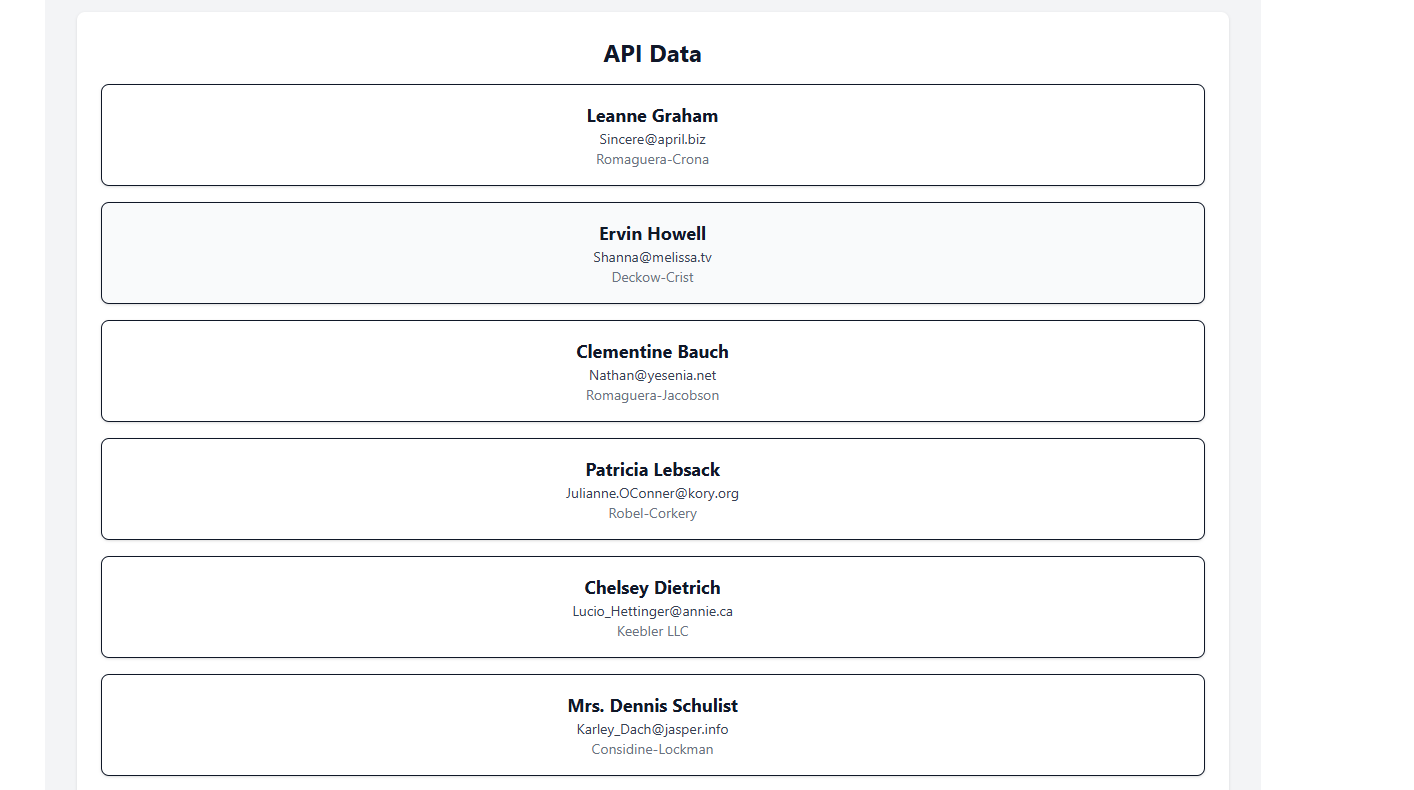 API Data
Leanne Graham
Sincere@april.biz
Romaguera-Crona
Ervin Howell
Shanna@melissa.tv
Deckow-Crist
Clementine Bauch
Nathan@yesenia.net
Romaguera-Jacobson
Patricia Lebsack
Julianne.OConner@kory.org
Robel-Corkery
Chelsey Dietrich
Lucio_Hettinger@annie.ca
Keebler LLC
Mrs. Dennis Schulist
Karley_Dach@jasper.info
Considine-Lockman